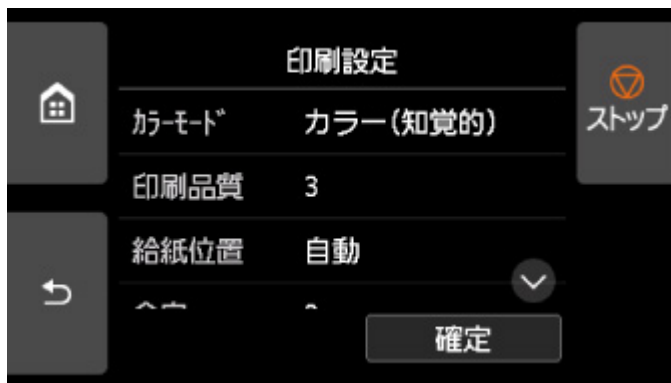 印刷設定
ストップ
ｶﾗｰﾓｰﾄﾞ カラー(知覚的)
印刷品質 3
給紙位置 自動
確定